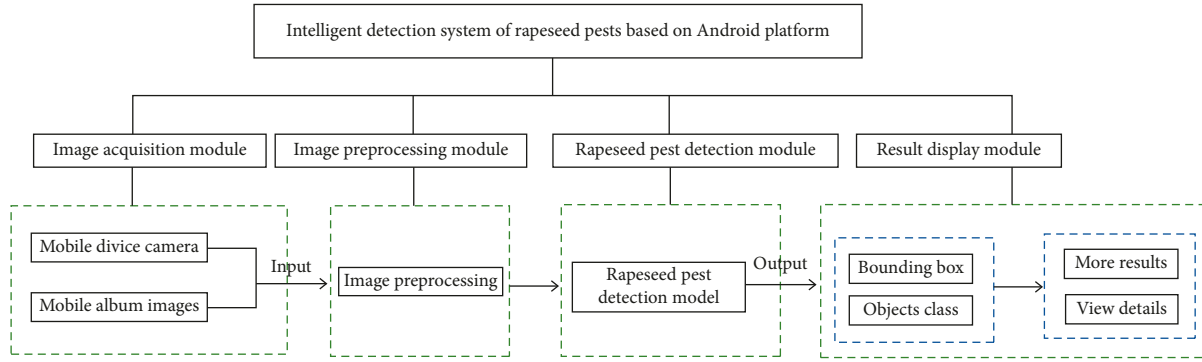 Intelligent detection system of rapeseed pests based on Android platform
Image acquisition module
Image preprocessing module
Rapeseed pest detection module
Result display module
Mobile divice camera
Mobile album images
Input
Image preprocessing
Rapeseed pest
detection model
Output
Bounding box
Objects class
More results
View details